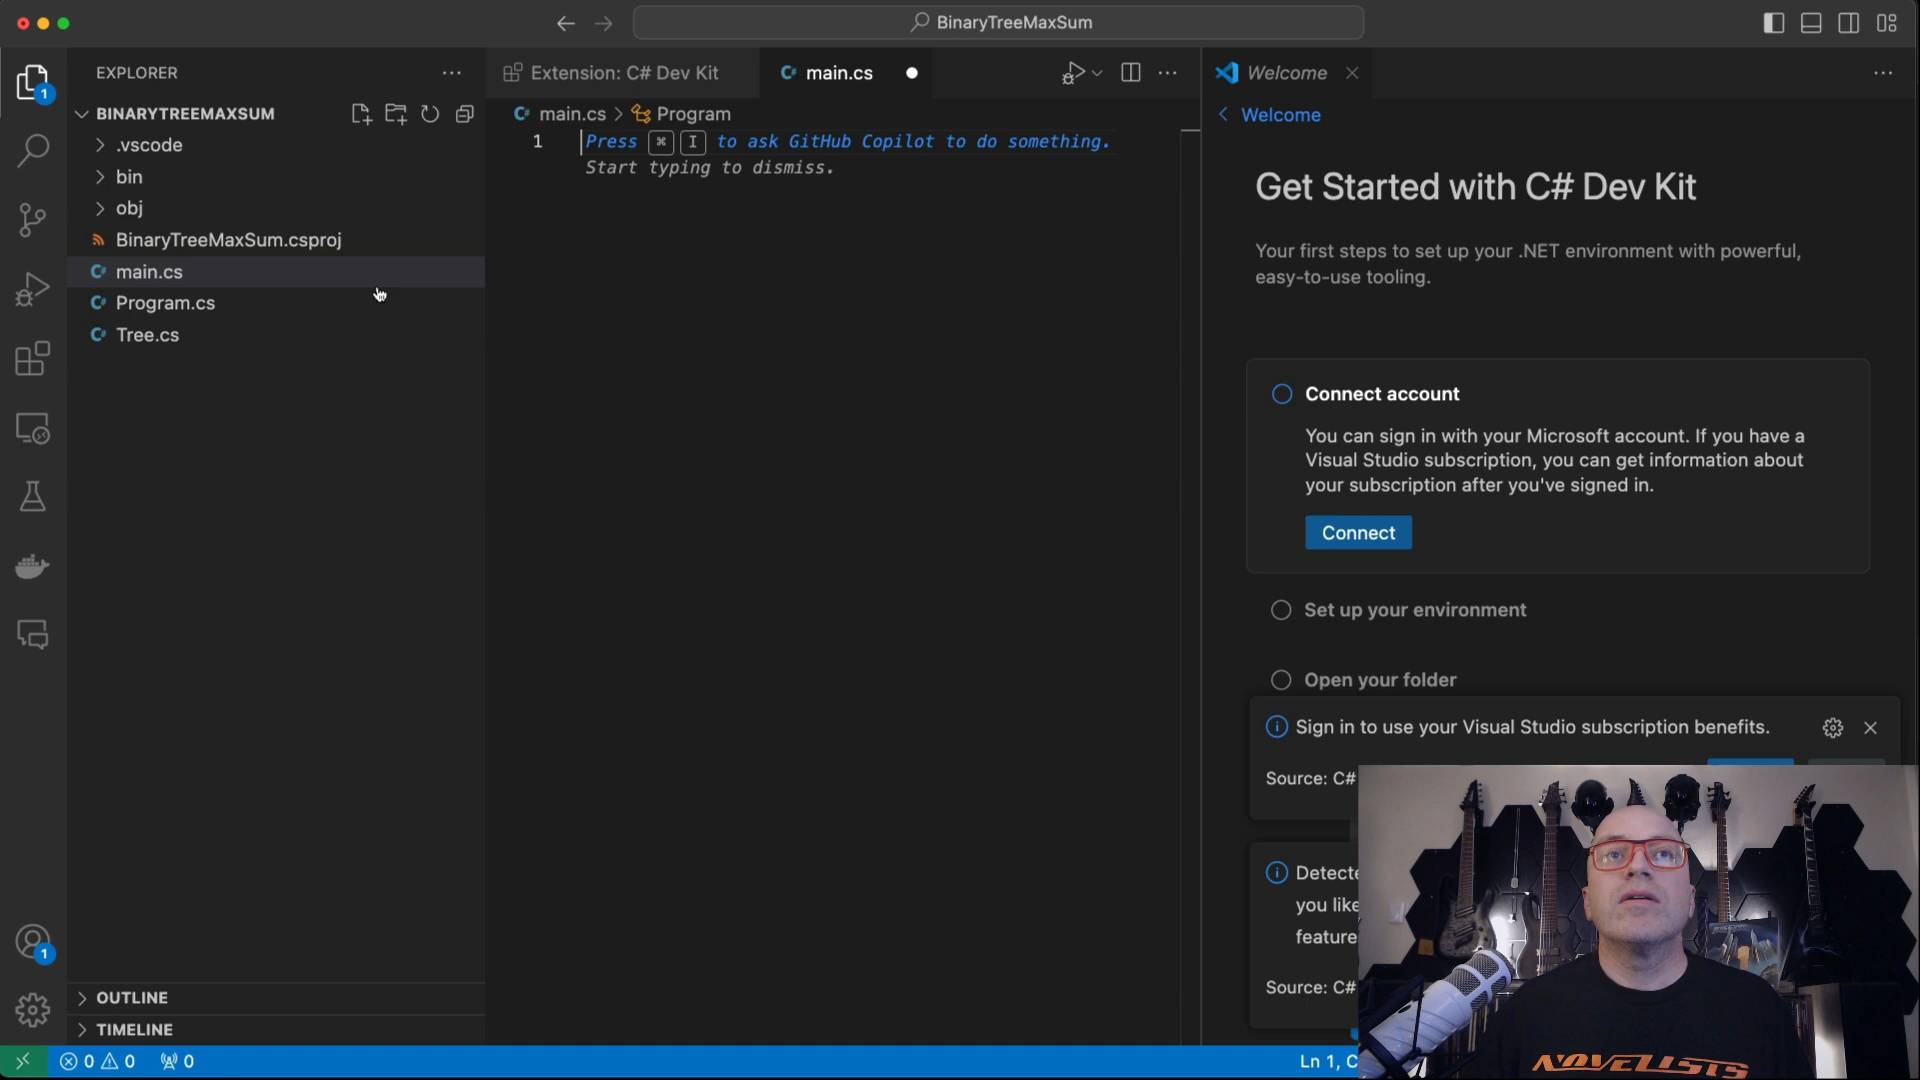 BinaryTreeMaxSum
EXPLORER
BINARYTREEMAXSUM
.vscode
bin
obj
BinaryTreeMaxSum.csproj
main.cs
Program.cs
Tree.cs
OUTLINE
TIMELINE
1
1
Extension: C# Dev Kit
main.cs
main.cs > Program
1
Press ⌘ I to ask GitHub Copilot to do something.
Start typing to dismiss.
Welcome
Welcome
Get Started with C# Dev Kit
Your first steps to set up your .NET environment with powerful,
easy-to-use tooling.
Connect account
You can sign in with your Microsoft account. If you have a
Visual Studio subscription, you can get information about
your subscription after you've signed in.
Connect
Set up your environment
Open your folder
Sign in to use your Visual Studio subscription benefits.
Source: C#
Detecte
you like
feature
Source: C#
0 0 0
Ln 1, C
NOVELISTS